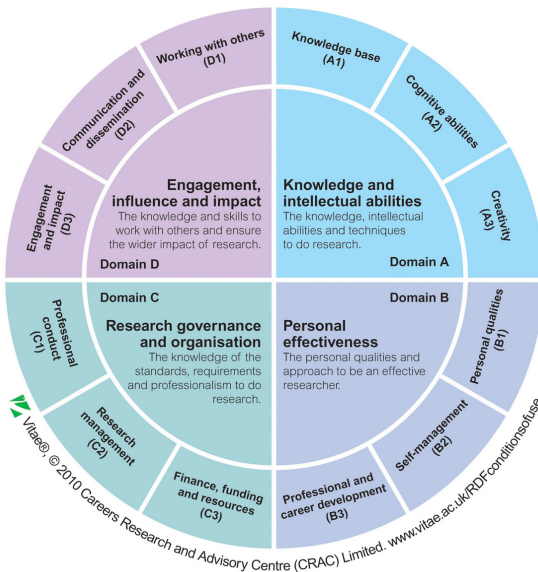 Working with others
(D1)
Knowledge base
(A1)
Communication and
dissemination
(D2)
Cognitive abilities
(A2)
Engagement
and impact
(D3)
Creativity
(A3)
Engagement,
influence and impact
The knowledge and skills to
work with others and ensure
the wider impact of research.
Domain D
Knowledge and
intellectual abilities
The knowledge, intellectual
abilities and techniques
to do research.
Domain A
Domain C
Research governance
and organisation
The knowledge of the
standards, requirements
and professionalism to do
research.
Domain B
Personal
effectiveness
The personal qualities and
approach to be an effective
researcher.
Professional
conduct
(C1)
Personal qualities
(B1)
Research
management
(C2)
Self-management
(B2)
Finance, funding
and resources
(C3)
Professional and
career development
(B3)
Vitae®, © 2010 Careers Research and Advisory Centre (CRAC) Limited. www.vitae.ac.uk/RDFconditionsofuse